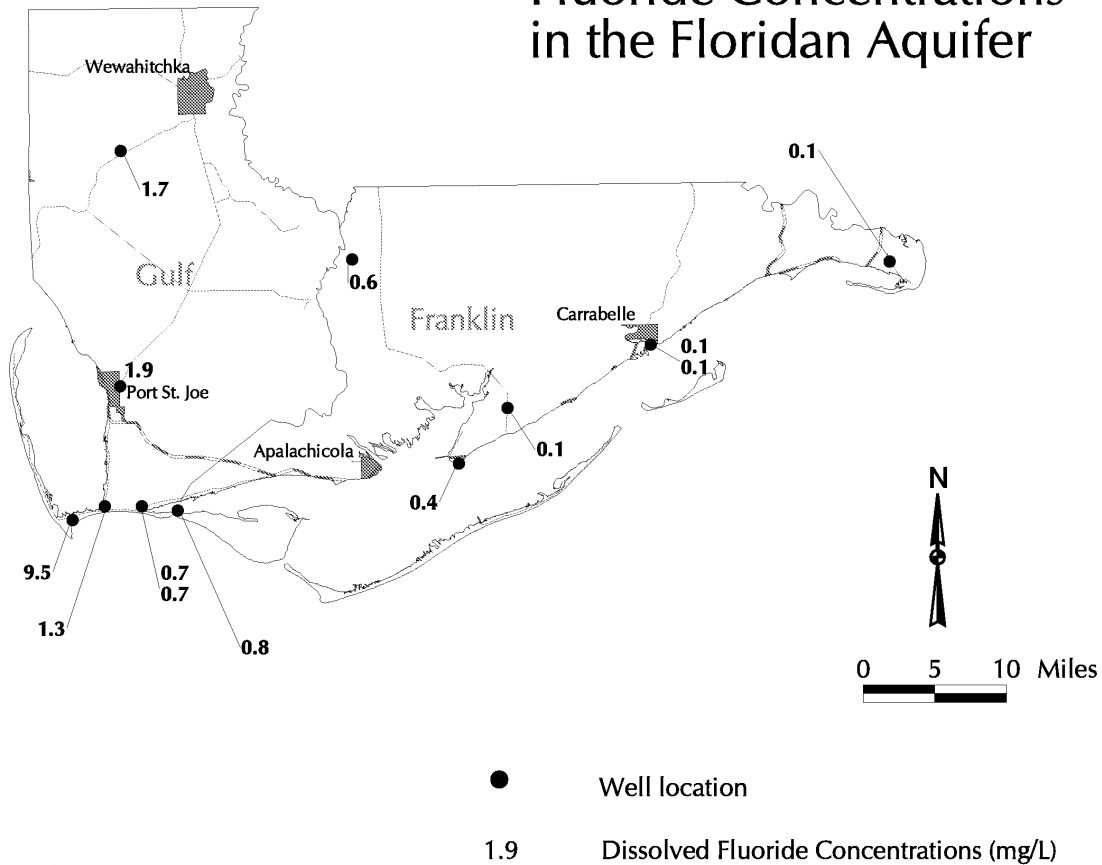 Fluoride Concentrations
in the Floridan Aquifer
Wewahitchka
0.1
1.7
Gulf
0.6
Franklin
Carrabelle
0.1
0.1
1.9
Port St. Joe
Apalachicola
0.1
0.4
N
9.5
0.7
0.7
1.3
0.8
0 5 10 Miles
Well location
1.9 Dissolved Fluoride Concentrations (mg/L)